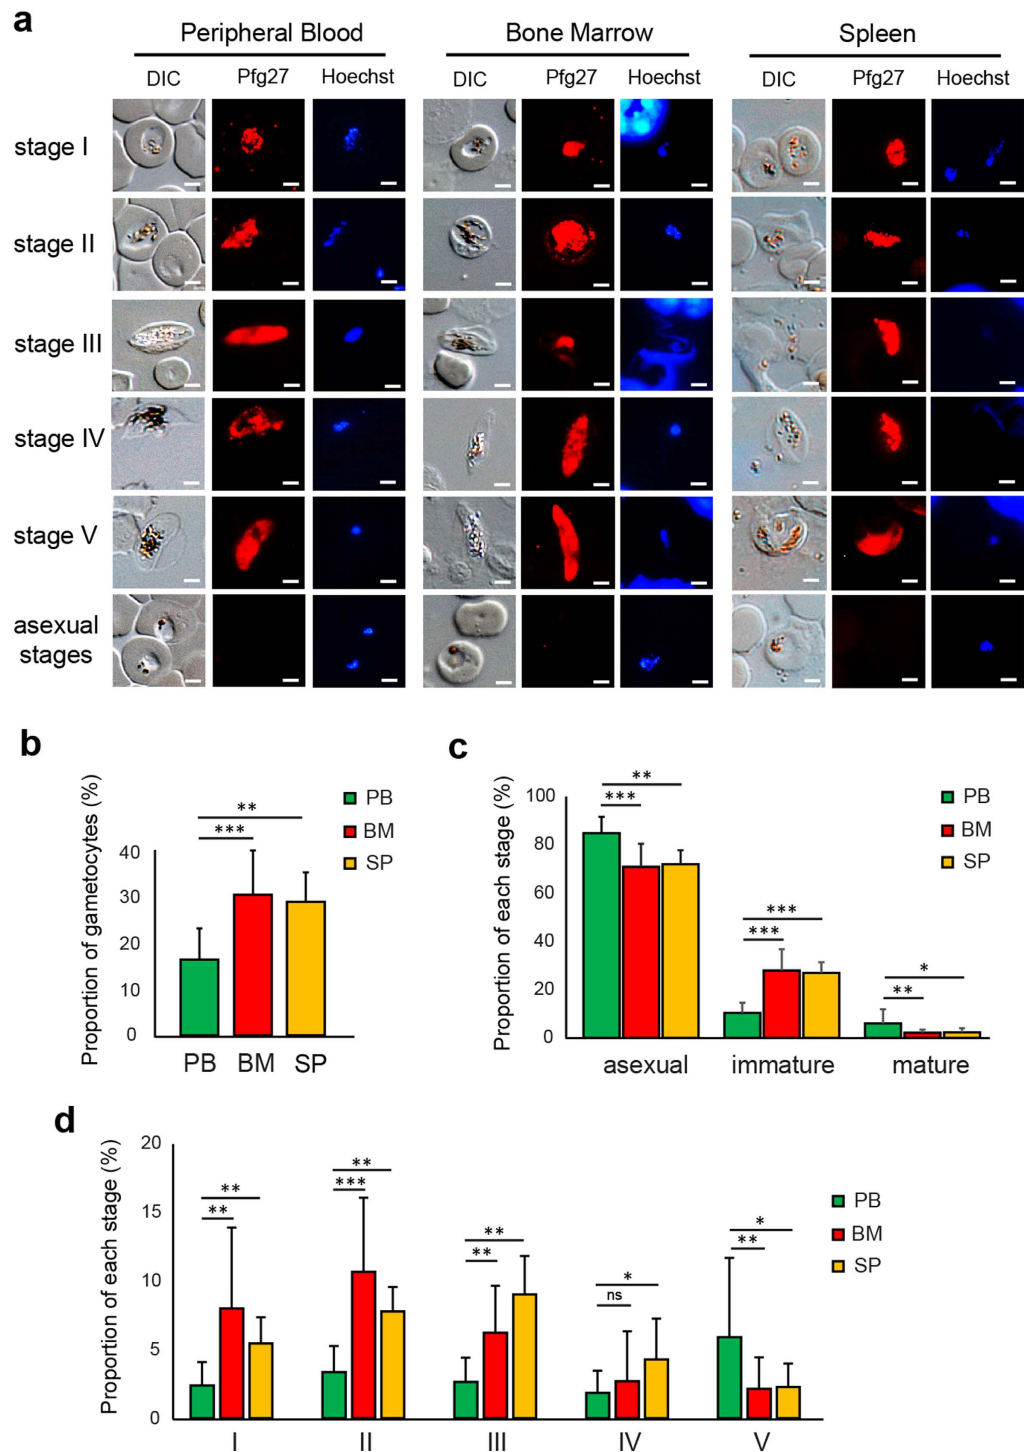 a
Peripheral Blood Bone Marrow Spleen
DIC Pfg27 Hoechst DIC Pfg27 Hoechst DIC Pfg27 Hoechst
stage I
stage II
stage III
stage IV
stage V
asexual
stages
b
Proportion of gametocytes (%)
40
30
20
10
0
**
***
PB
BM
SP
PB BM SP
c
Proportion of each stage (%)
100
80
60
40
20
0
**
***
***
***
*
**
PB
BM
SP
asexual immature mature
d
Proportion of each stage (%)
20
15
10
5
0
**
**
**
***
**
**
*
ns
*
**
PB
BM
SP
I II III IV V